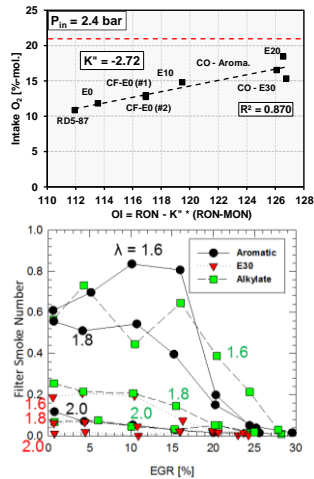 P_in = 2.4 bar
K" = -2.72
E20
E10
CO - Aroma.
CF-E0 (#1)
E0
CO - E30
CF-E0 (#2)
RD5-87
R² = 0.870
Intake O₂ [%-mol.]
25
20
15
10
5
0
110 112 114 116 118 120 122 124 126 128
OI = RON - K" * (RON-MON)
Filter Smoke Number
1.0
0.8
0.6
0.4
0.2
0.0
λ = 1.6
Aromatic
E30
Alkylate
1.8
1.6
1.8
1.6
2.0
2.0
1.8
2.0
0 5 10 15 20 25 30
EGR [%]